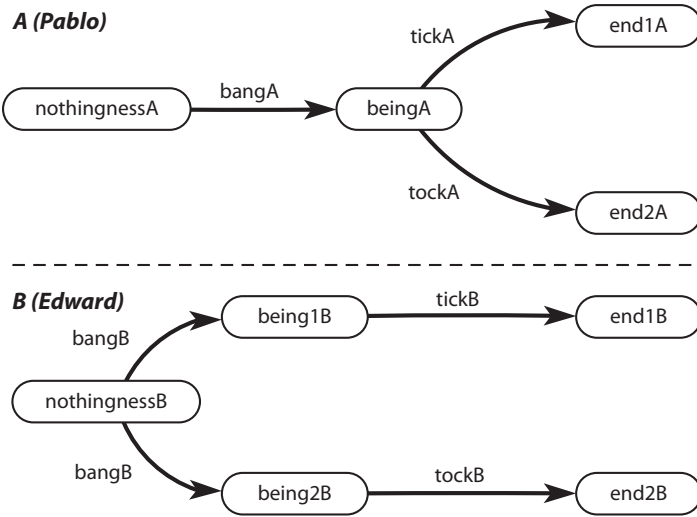 A (Pablo)
end1A
tickA
nothingnessA
bangA
beingA
tockA
end2A
B (Edward)
being1B
tickB
end1B
bangB
nothingnessB
bangB
being2B
tockB
end2B